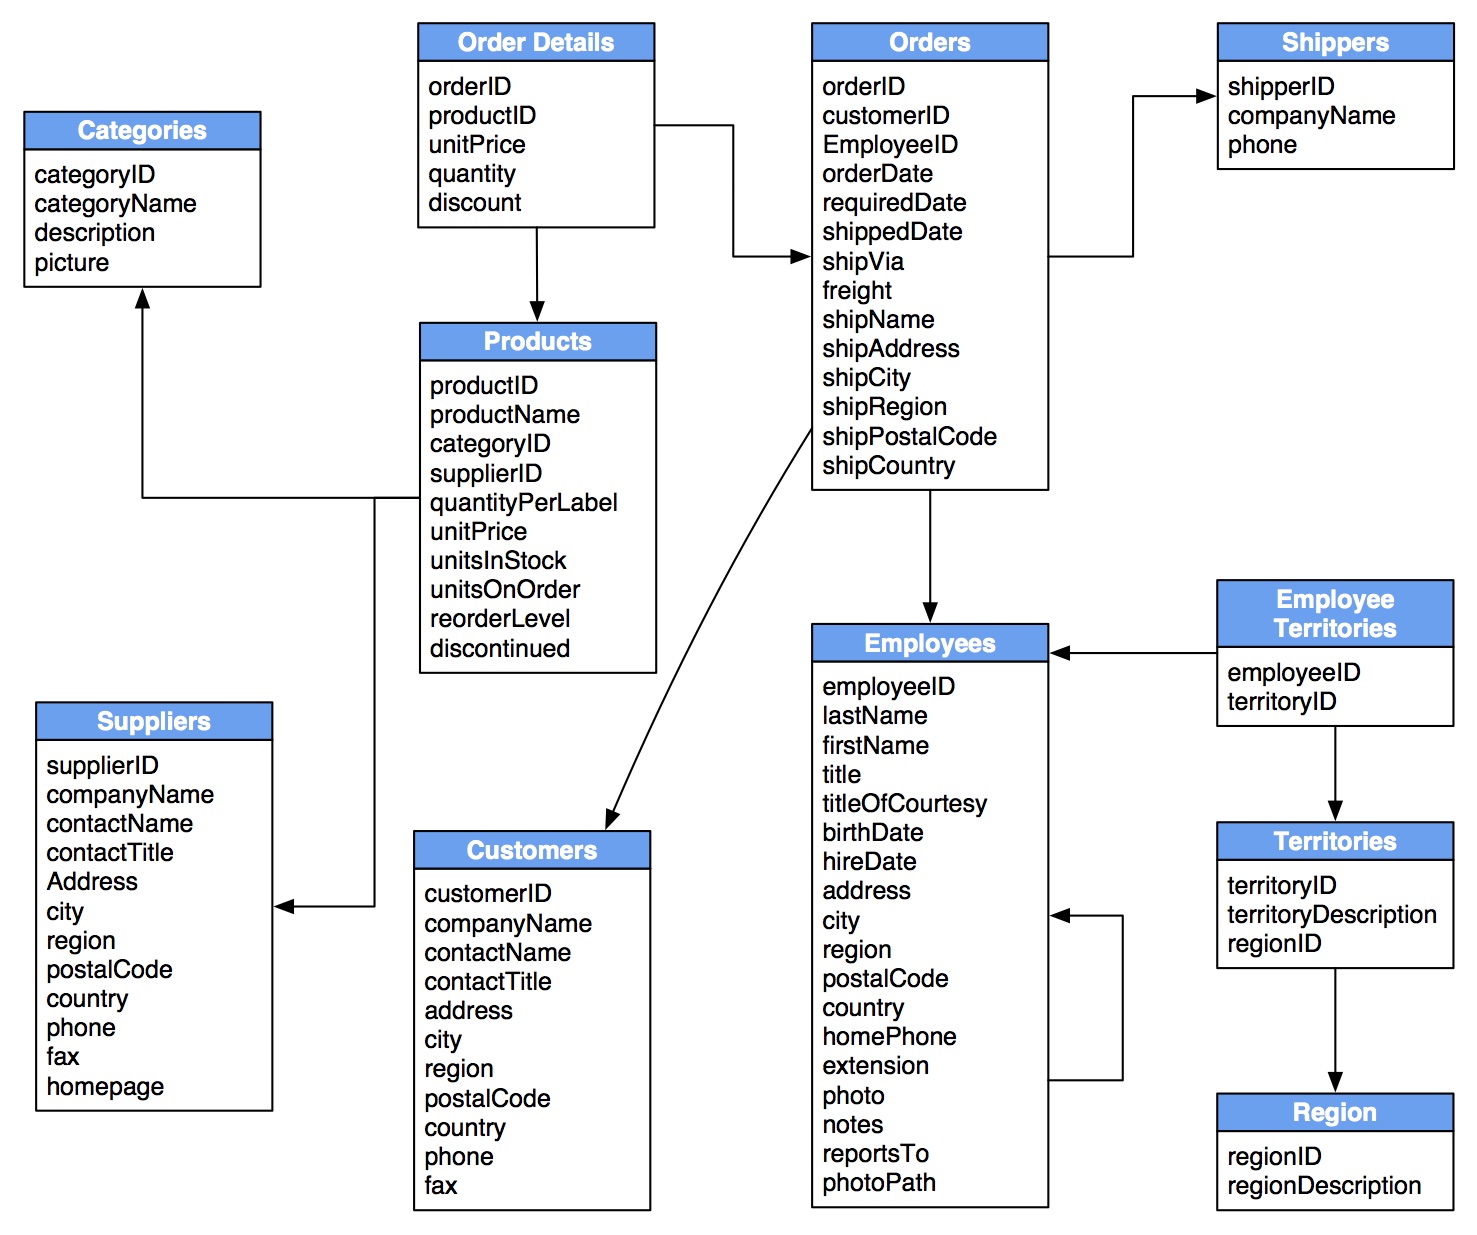 Order Details
orderID
productID
unitPrice
quantity
discount
Orders
orderID
customerID
EmployeeID
orderDate
requiredDate
shippedDate
shipVia
freight
shipName
shipAddress
shipCity
shipRegion
shipPostalCode
shipCountry
Shippers
shipperID
companyName
phone
Categories
categoryID
categoryName
description
picture
Products
productID
productName
categoryID
supplierID
quantityPerLabel
unitPrice
unitsInStock
unitsOnOrder
reorderLevel
discontinued
Employee
Territories
employeeID
territoryID
Employees
employeeID
lastName
firstName
title
titleOfCourtesy
birthDate
hireDate
address
city
region
postalCode
country
homePhone
extension
photo
notes
reportsTo
photoPath
Suppliers
supplierID
companyName
contactName
contactTitle
Address
city
region
postalCode
country
phone
fax
homepage
Customers
customerID
companyName
contactName
contactTitle
address
city
region
postalCode
country
phone
fax
Territories
territoryID
territoryDescription
regionID
Region
regionID
regionDescription